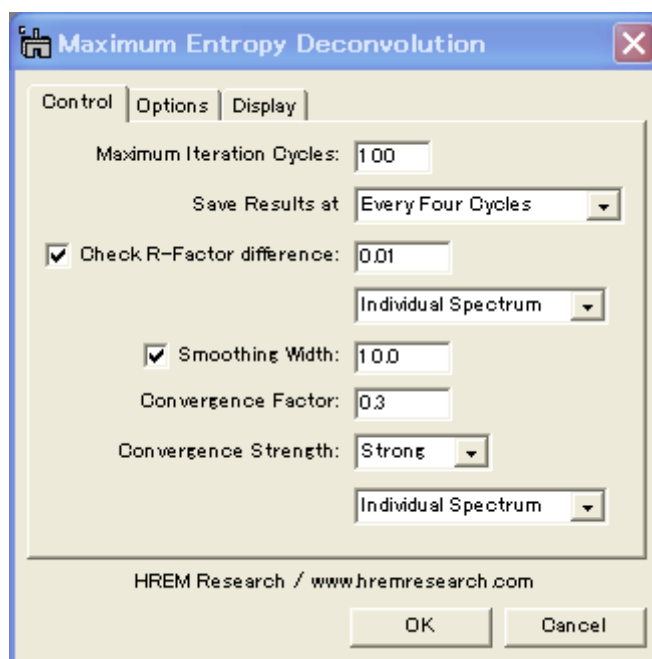 Maximum Entropy Deconvolution
Control Options Display
Maximum Iteration Cycles: 100
Save Results at Every Four Cycles
Check R-Factor difference: 0.01
Individual Spectrum
Smoothing Width: 10.0
Convergence Factor: 0.3
Convergence Strength: Strong
Individual Spectrum
HREM Research / www.hremresearch.com
OK Cancel